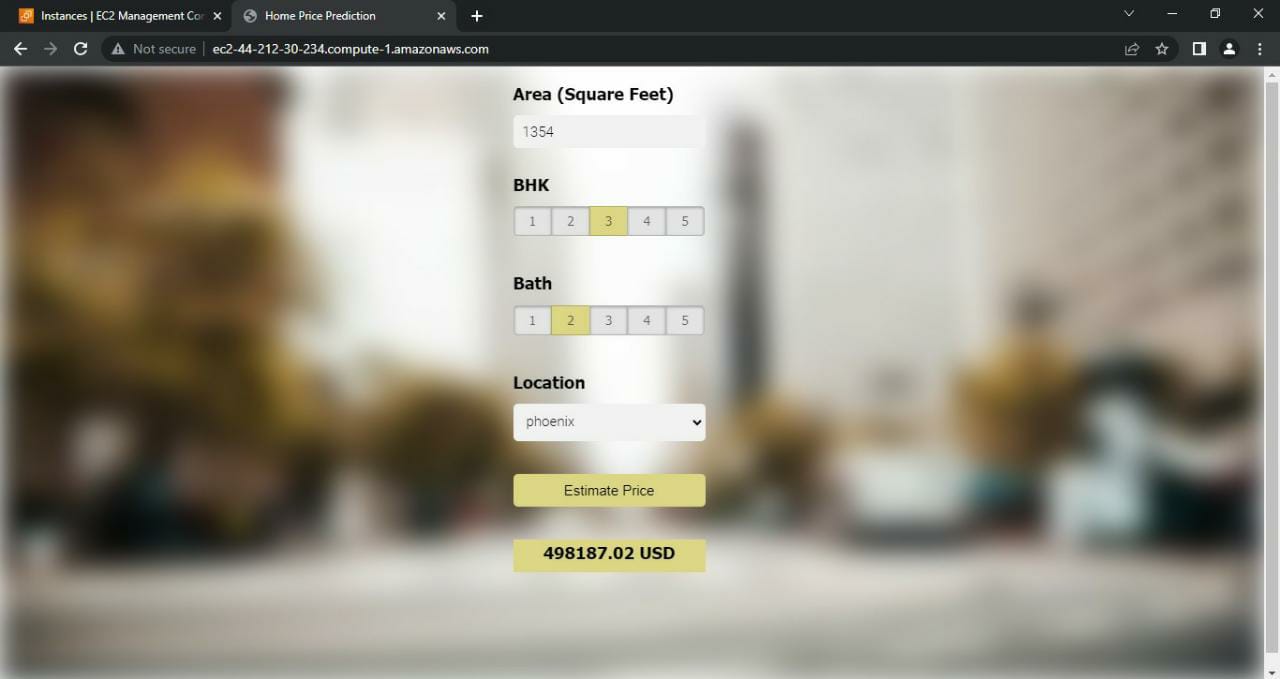 Instances | EC2 Management Co
Home Price Prediction
Not secure
ec2-44-212-30-234.compute-1.amazonaws.com
Area (Square Feet)
1354
BHK
1 2 3 4 5
Bath
1 2 3 4 5
Location
phoenix
Estimate Price
498187.02 USD